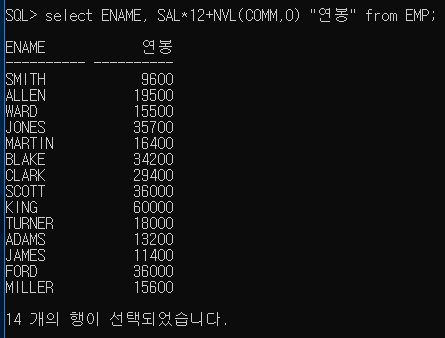 SQL> select ENAME, SAL*12+NVL(COMM,0) "연봉" from EMP;
ENAME 연봉
---------- ----------
SMITH 9600
ALLEN 19500
WARD 15500
JONES 35700
MARTIN 16400
BLAKE 34200
CLARK 29400
SCOTT 36000
KING 60000
TURNER 18000
ADAMS 13200
JAMES 11400
FORD 36000
MILLER 15600
14 개의 행이 선택되었습니다.